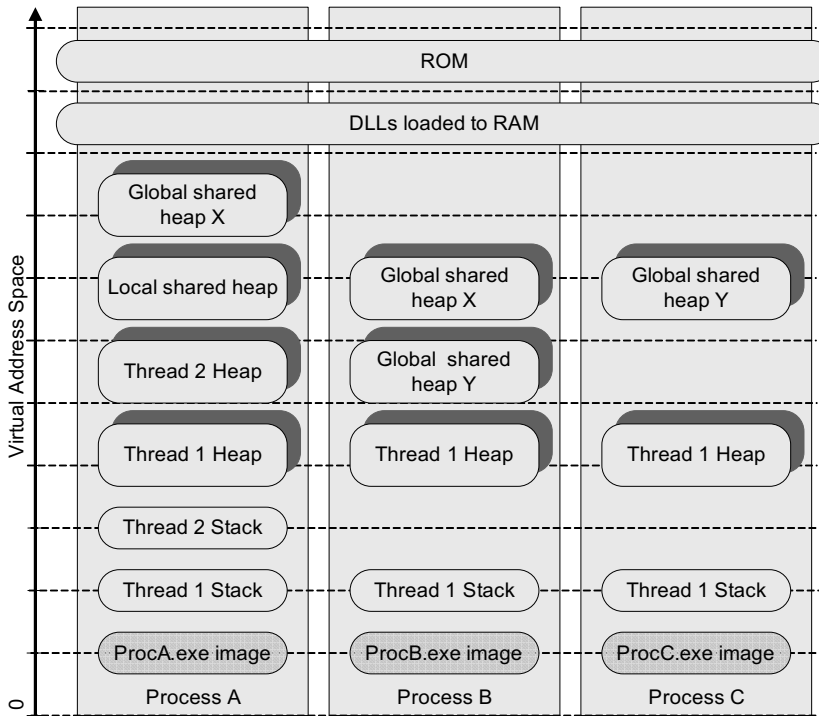 ROM
DLLs loaded to RAM
Global shared
heap X
Local shared heap
Global shared
heap X
Global shared
heap Y
Thread 2 Heap
Global shared
heap Y
Thread 1 Heap
Thread 1 Heap
Thread 1 Heap
Thread 2 Stack
Thread 1 Stack
Thread 1 Stack
Thread 1 Stack
ProcA.exe image
ProcB.exe image
ProcC.exe image
Process A
Process B
Process C
Virtual Address Space
0